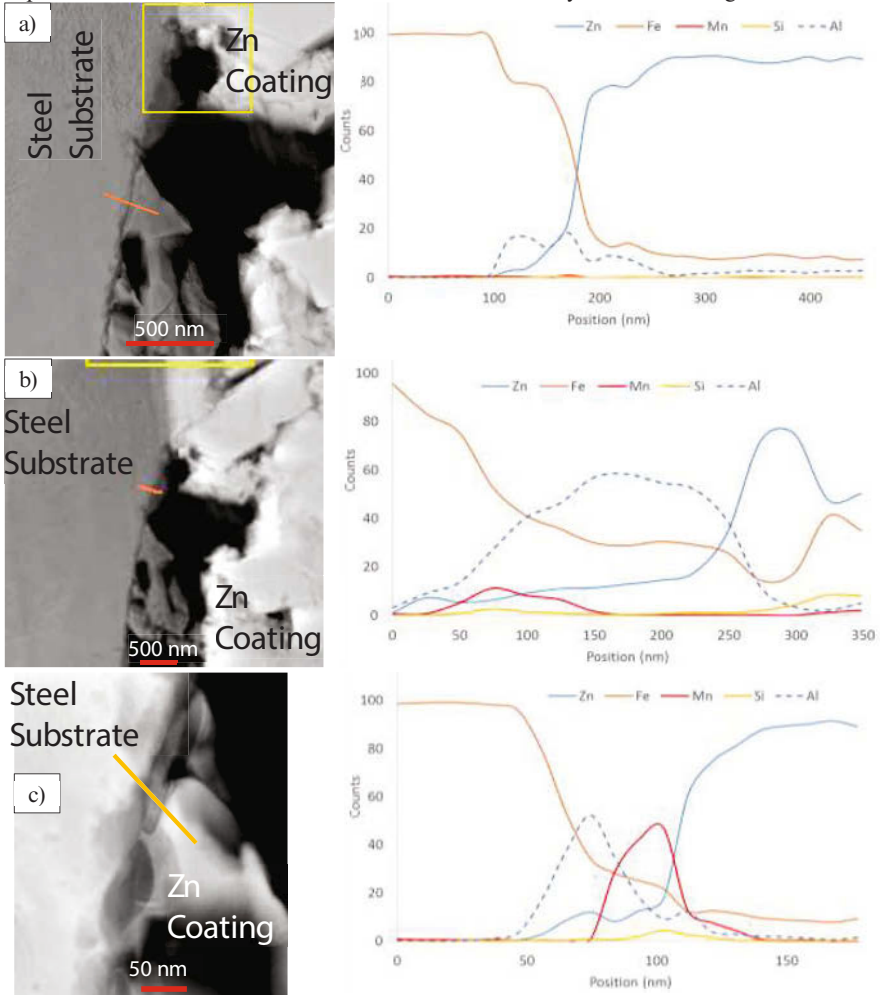 a)
Steel
Substrate
Zn
Coating
500 nm
Zn Fe Mn Si Al
100
80
60
40
20
0
Counts
0 100 200 300 400
Position (nm)
b)
Steel
Substrate
Zn
Coating
500 nm
Zn Fe Mn Si Al
100
80
60
40
20
0
Counts
0 50 100 150 200 250 300 350
Position (nm)
Steel
Substrate
c)
Zn
Coating
50 nm
Zn Fe Mn Si Al
100
80
60
40
20
0
Counts
0 50 100 150
Position (nm)